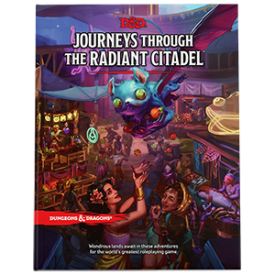 D&D
JOURNEYS THROUGH
THE RADIANT CITADEL
DUNGEONS & DRAGONS®
Wondrous lands await in these adventures
for the world's greatest roleplaying game.